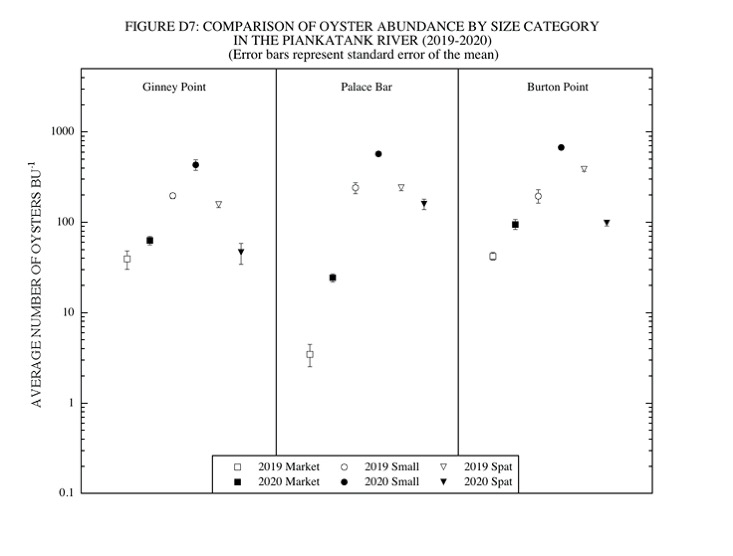 FIGURE D7: COMPARISON OF OYSTER ABUNDANCE BY SIZE CATEGORY
IN THE PIANKATANK RIVER (2019-2020)
(Error bars represent standard error of the mean)
Ginney Point
Palace Bar
Burton Point
AVERAGE NUMBER OF OYSTERS BU-1
1000
100
10
1
0.1
2019 Market 2019 Small 2019 Spat
2020 Market 2020 Small 2020 Spat